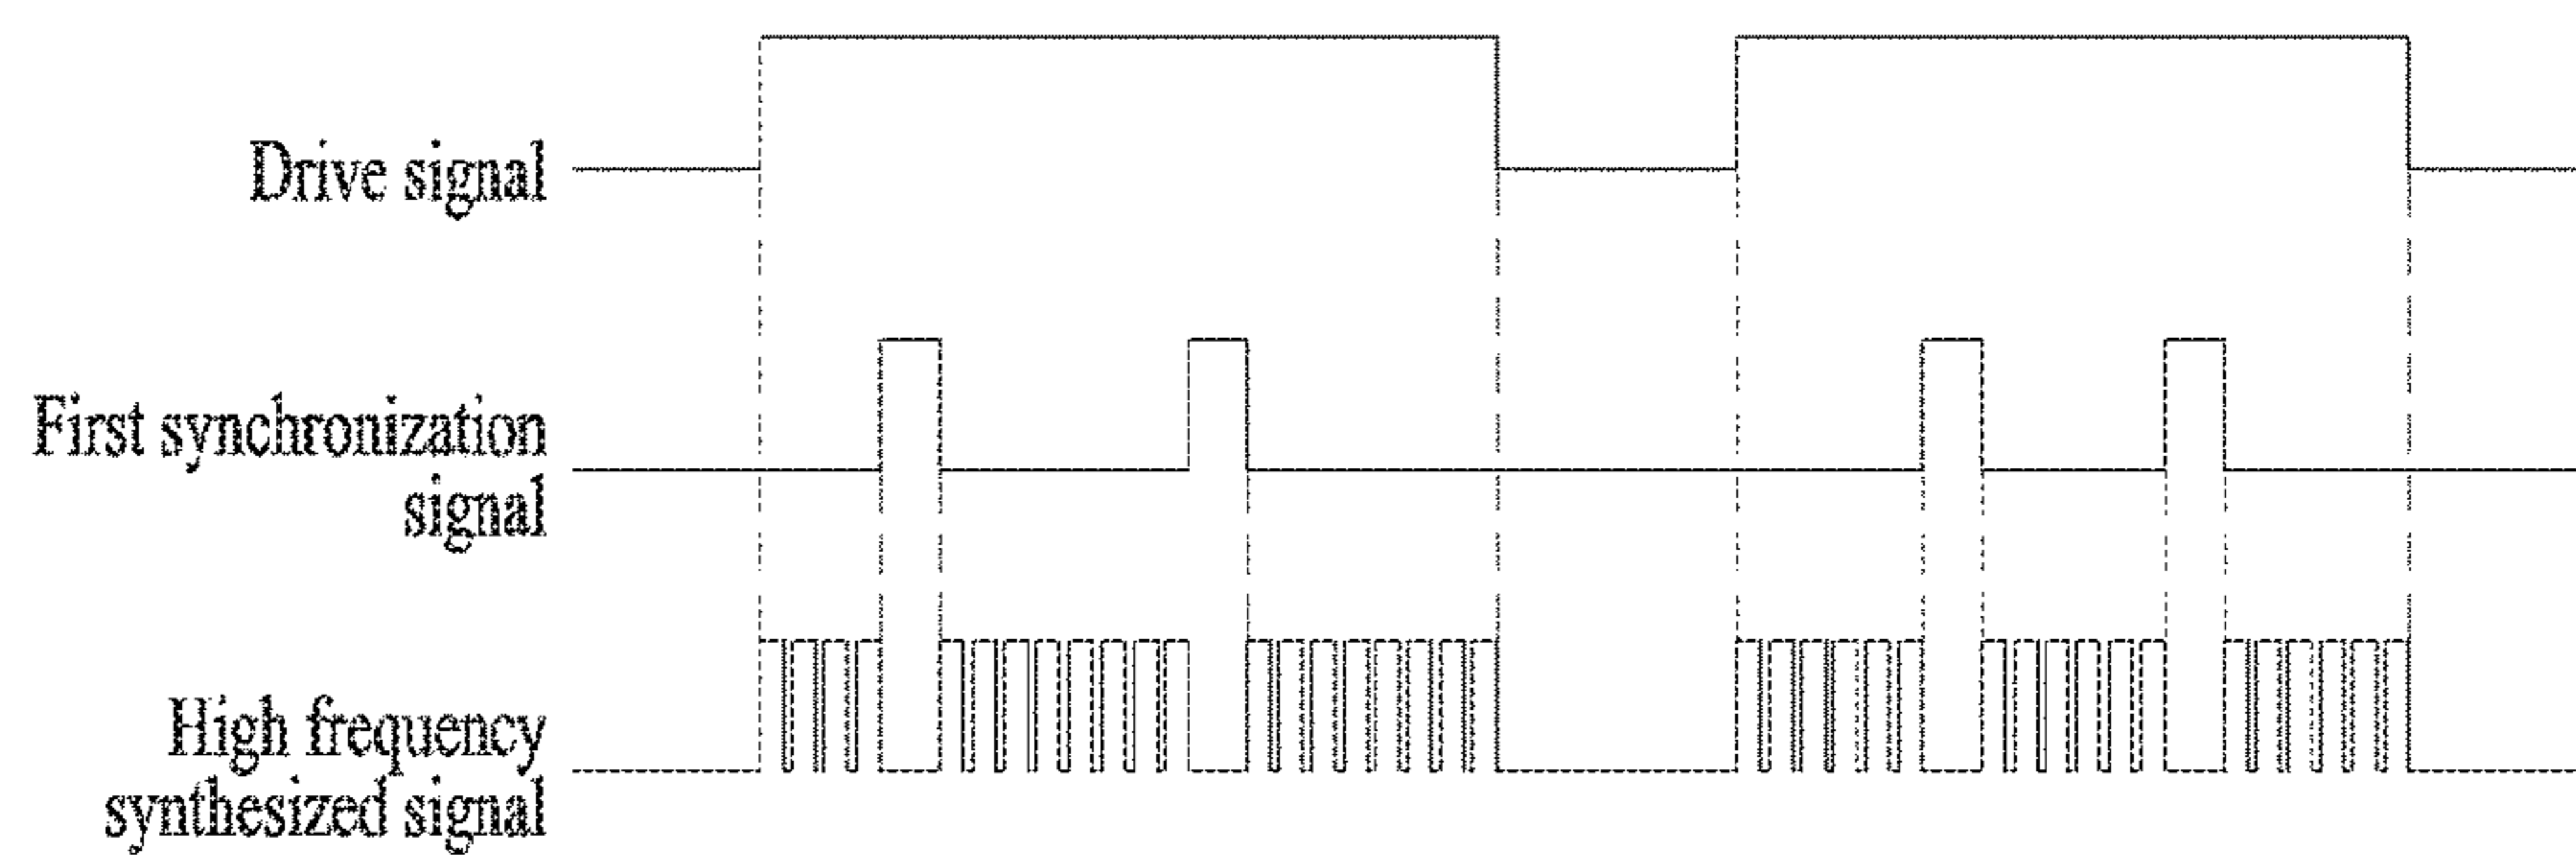 Drive signal
First synchronization
signal
High frequency
synthesized signal